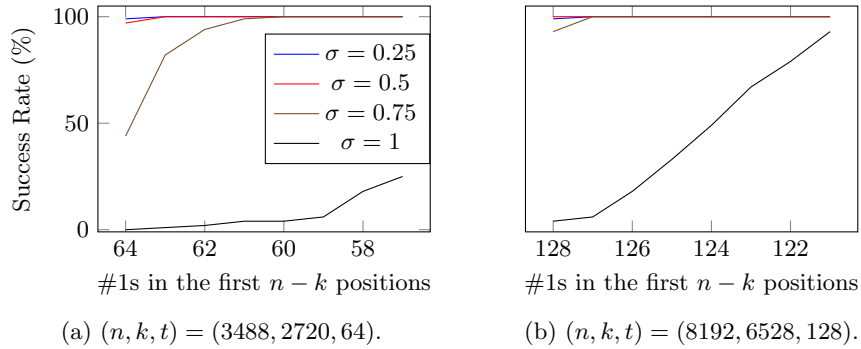 100
50
0
Success Rate (%)
σ = 0.25
σ = 0.5
σ = 0.75
σ = 1
64 62 60 58
128 126 124 122
#1s in the first n − k positions
#1s in the first n − k positions
(a) (n, k, t) = (3488, 2720, 64).
(b) (n, k, t) = (8192, 6528, 128).